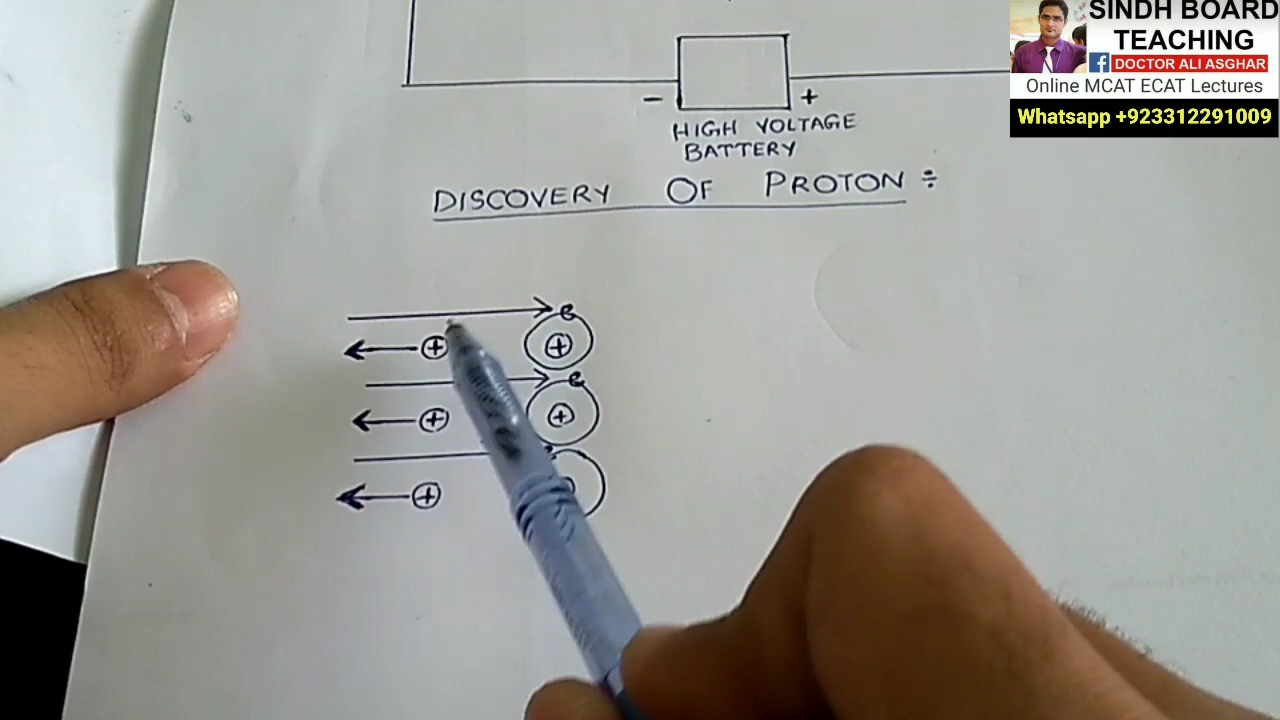 SINDH BOARD
TEACHING
f DOCTOR ALI ASGHAR
Online MCAT ECAT Lectures
Whatsapp +923312291009
- +
HIGH VOLTAGE
BATTERY
DISCOVERY OF PROTON ÷
e
+ +
e
+ +
+